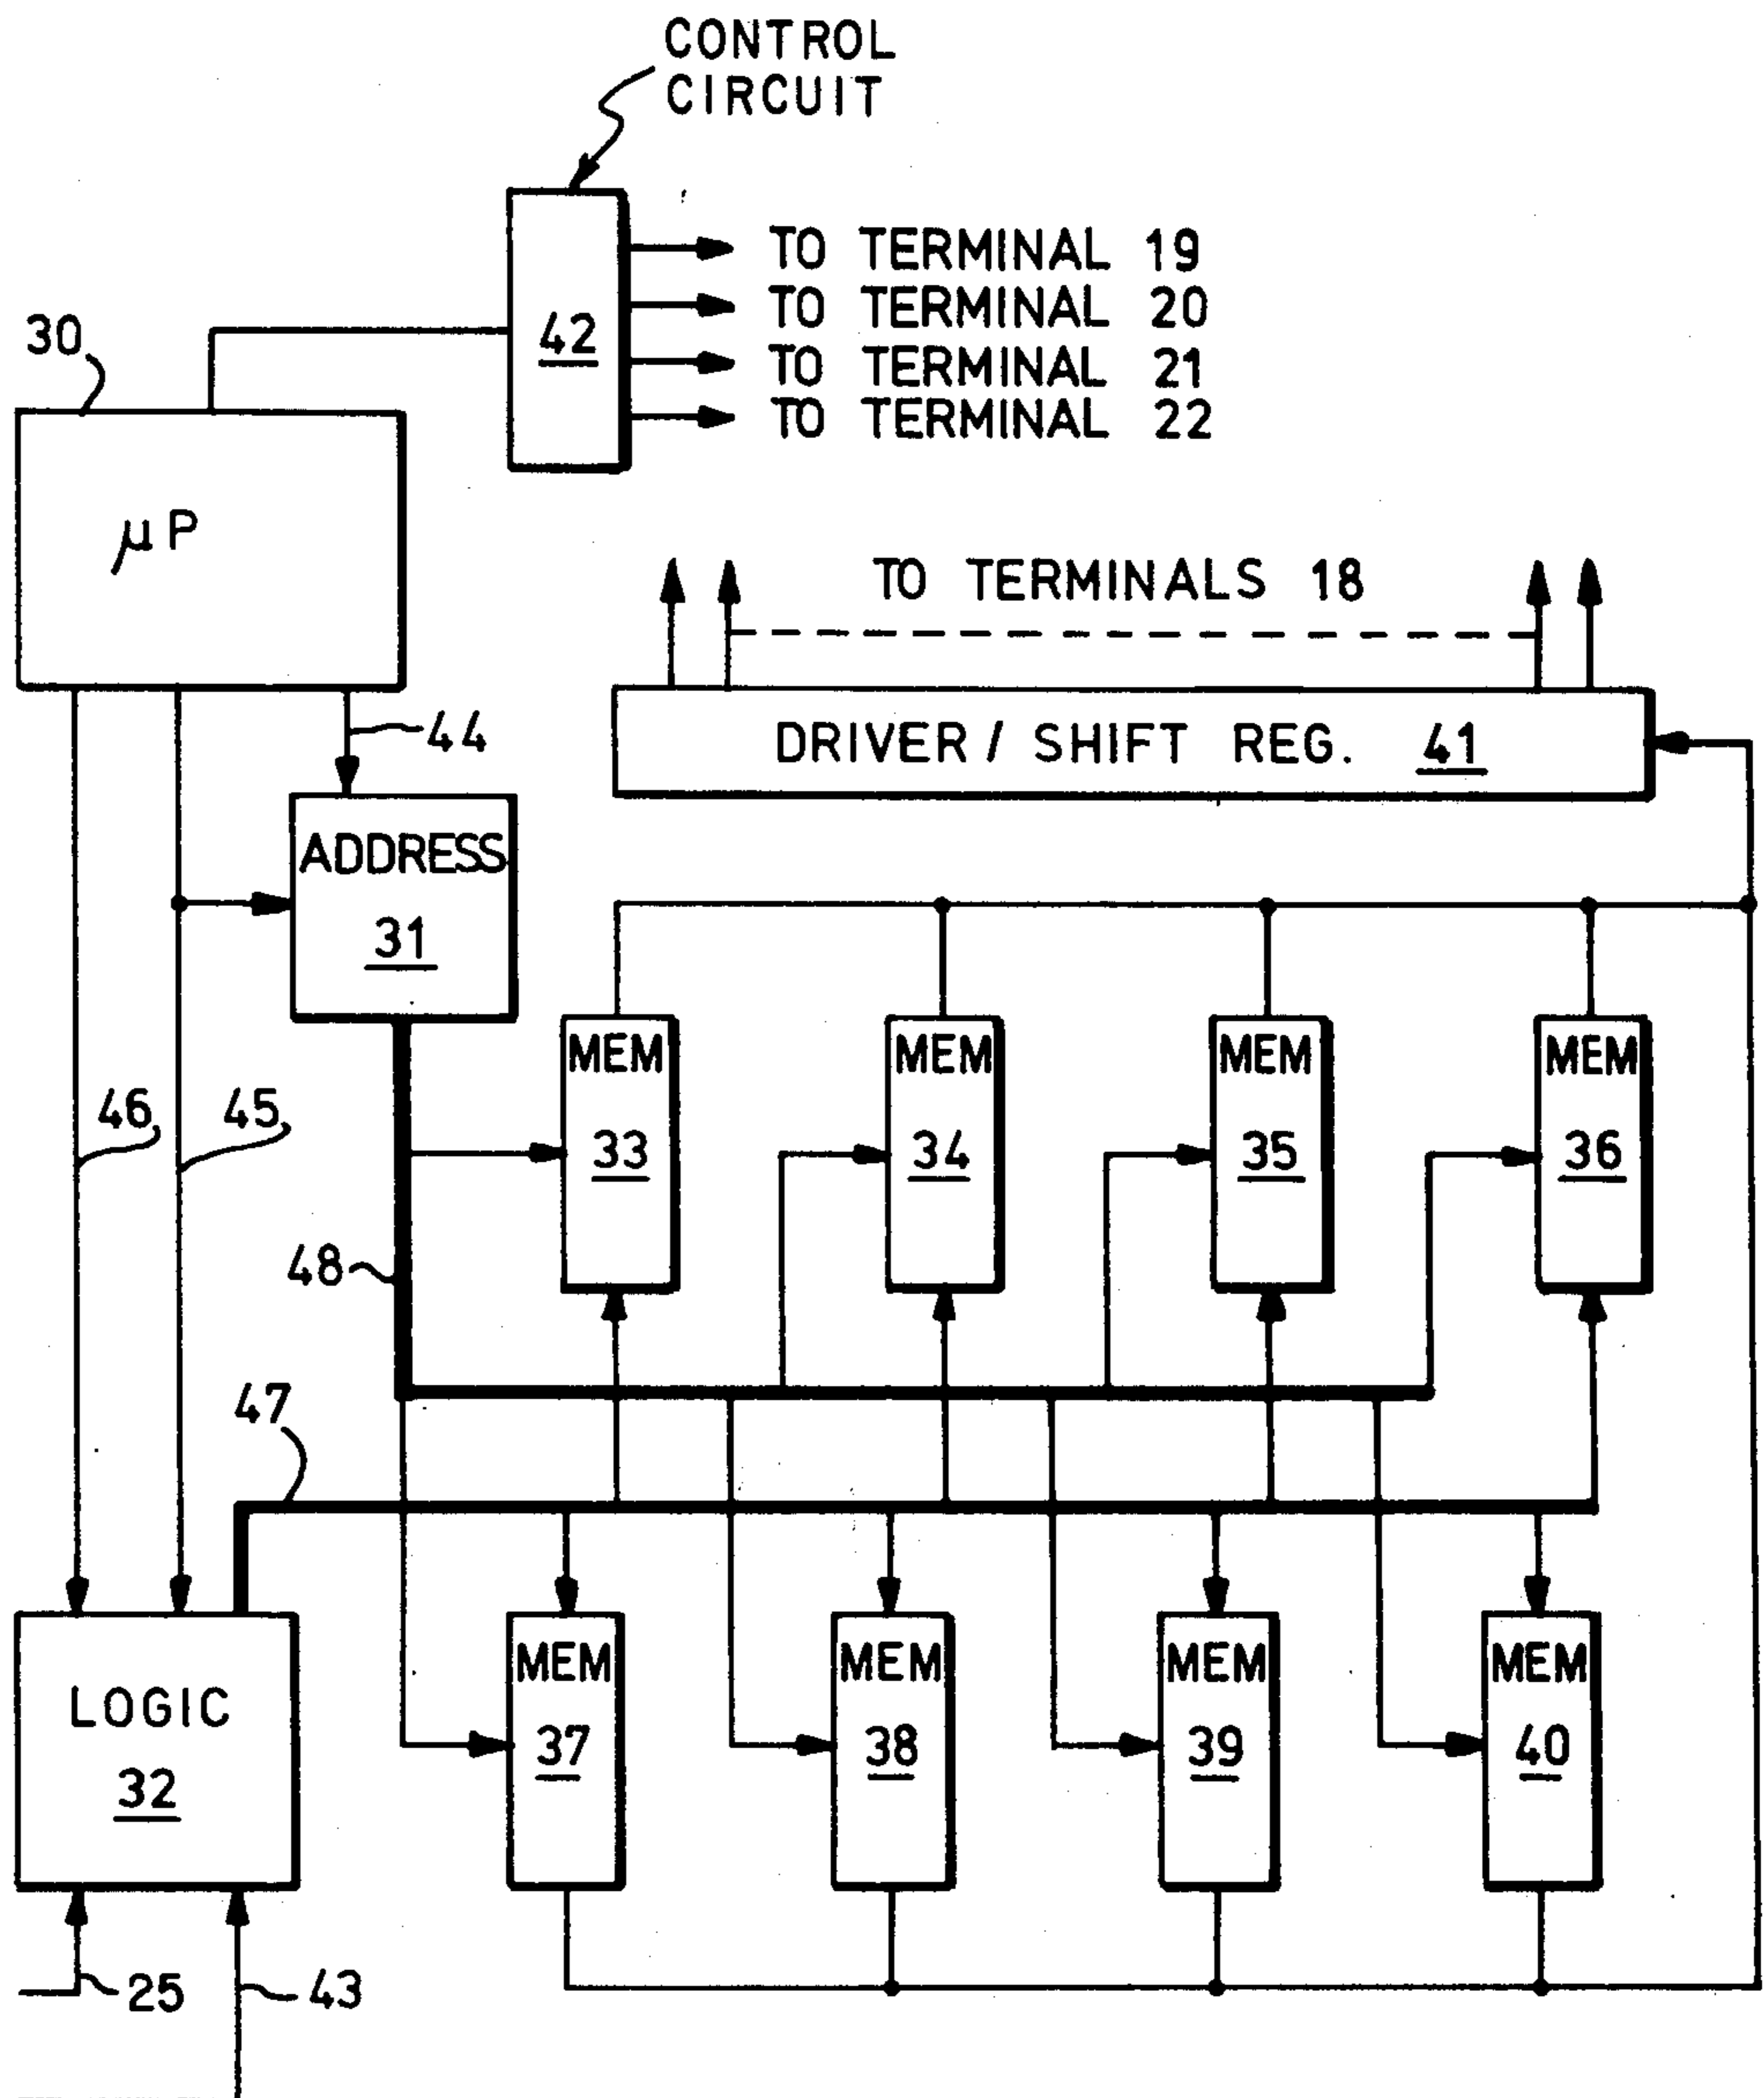 CONTROL
CIRCUIT
TO TERMINAL 19
TO TERMINAL 20
30
42
TO TERMINAL 21
TO TERMINAL 22
μP
TO TERMINALS 18
44
DRIVER / SHIFT REG. 41
ADDRESS
31
MEM
MEM
MEM
MEM
46
45
33
34
35
36
48
47
MEM
MEM
MEM
MEM
LOGIC
37
38
39
40
32
25
43